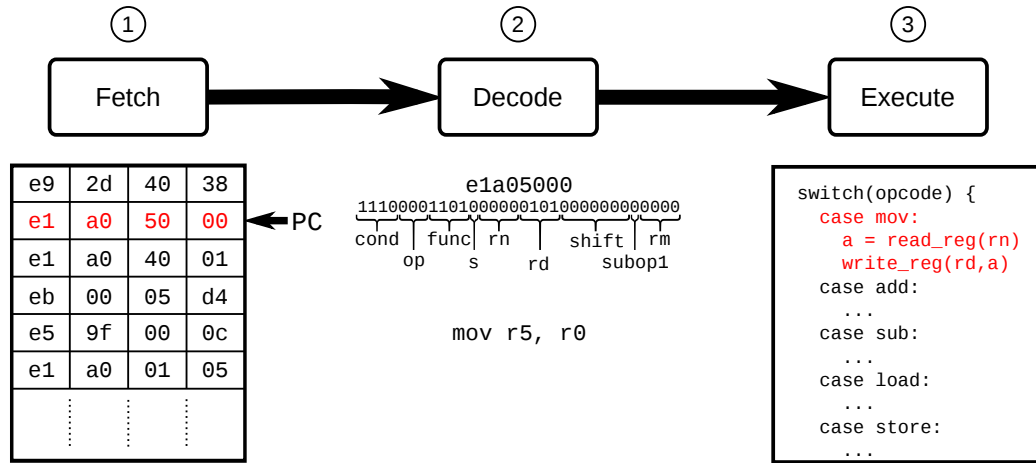 1
2
3
Fetch
Decode
Execute
e9 2d 40 38
e1 a0 50 00
PC
e1 a0 40 01
eb 00 05 d4
e5 9f 00 0c
e1 a0 01 05
e1a05000
11100001101000000101000000000000
cond func rn shift rm
op s rd subop1
mov r5, r0
switch(opcode) {
case mov:
a = read_reg(rn)
write_reg(rd,a)
case add:
...
case sub:
...
case load:
...
case store:
...